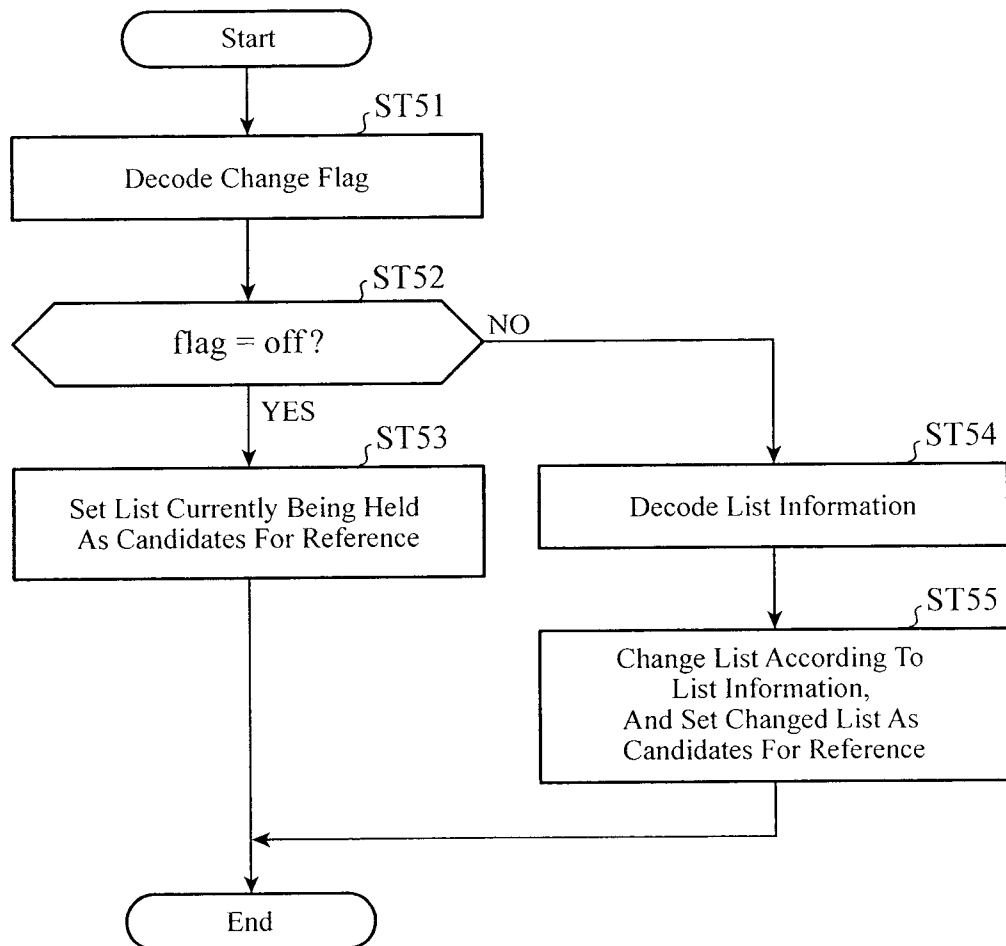 Start
ST51
Decode Change Flag
ST52
flag = off?
NO
YES
ST53
Set List Currently Being Held
As Candidates For Reference
ST54
Decode List Information
ST55
Change List According To
List Information,
And Set Changed List As
Candidates For Reference
End